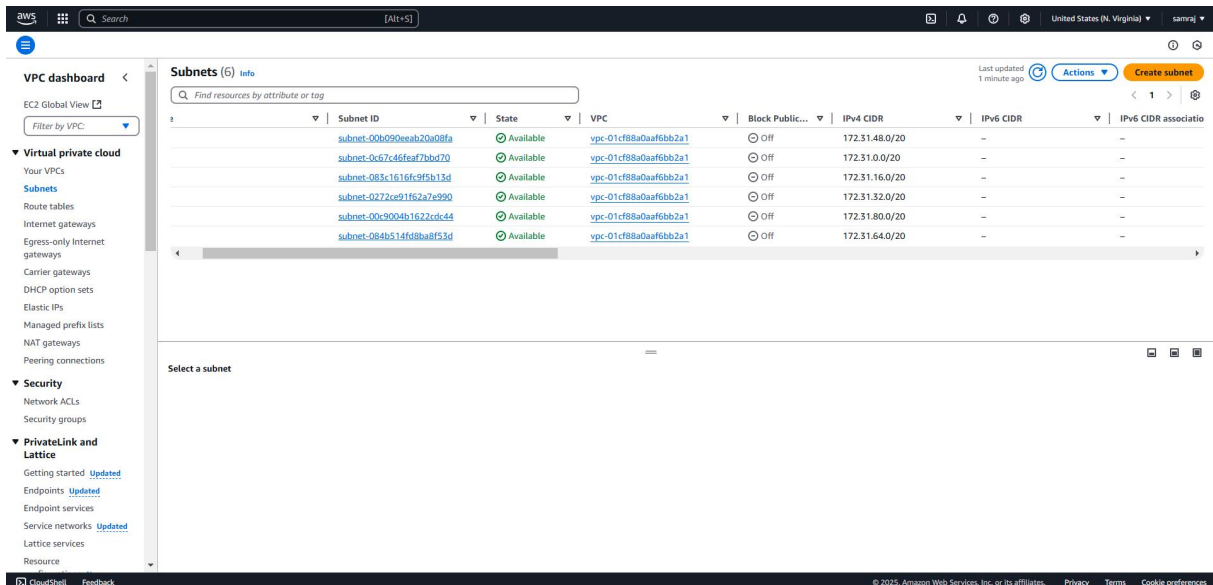 aws Search [Alt+S] United States (N. Virginia) samraj
VPC dashboard
EC2 Global View
Filter by VPC:
Virtual private cloud
Your VPCs
Subnets
Route tables
Internet gateways
Egress-only Internet
gateways
Carrier gateways
DHCP option sets
Elastic IPs
Managed prefix lists
NAT gateways
Peering connections
Security
Network ACLs
Security groups
PrivateLink and
Lattice
Getting started Updated
Endpoints Updated
Endpoint services
Service networks Updated
Lattice services
Resource
Subnets (6) Info
Last updated
1 minute ago
Actions
Create subnet
Find resources by attribute or tag
1
Subnet ID State VPC Block Public... IPv4 CIDR IPv6 CIDR IPv6 CIDR associatio
subnet-00b090eeab20a08fa Available vpc-01cf88a0aaf6bb2a1 Off 172.31.48.0/20 – –
subnet-0c67c46feaf7bbd70 Available vpc-01cf88a0aaf6bb2a1 Off 172.31.0.0/20 – –
subnet-083c1616fc9f5b13d Available vpc-01cf88a0aaf6bb2a1 Off 172.31.16.0/20 – –
subnet-0272ce91f62a7e990 Available vpc-01cf88a0aaf6bb2a1 Off 172.31.32.0/20 – –
subnet-00c9004b1622cdc44 Available vpc-01cf88a0aaf6bb2a1 Off 172.31.80.0/20 – –
subnet-084b514fd8ba8f53d Available vpc-01cf88a0aaf6bb2a1 Off 172.31.64.0/20 – –
Select a subnet
CloudShell Feedback © 2025, Amazon Web Services, Inc. or its affiliates. Privacy Terms Cookie preferences